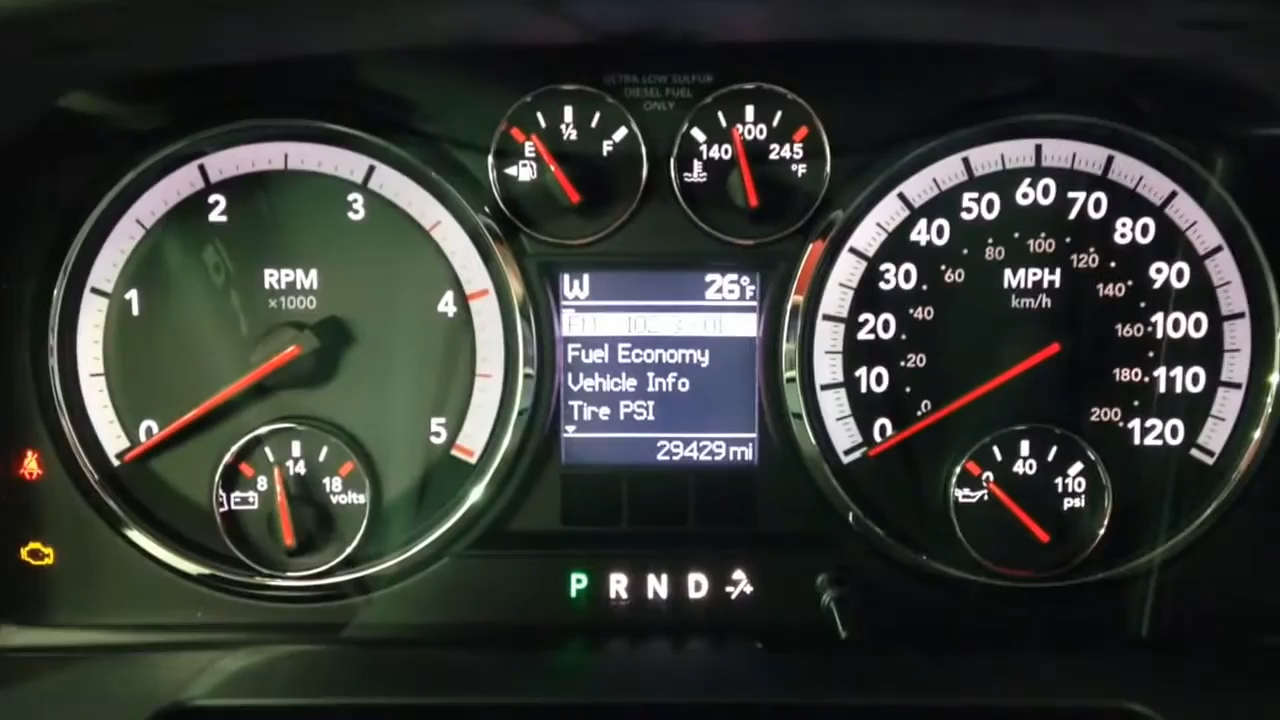 ULTRA LOW SULFUR
DIESEL FUEL
ONLY
E ½ F
140 200 245
°F
0 1 2 3 4 5
RPM
x1000
8 14 18
volts
W 26°F
Fuel Economy
Vehicle Info
Tire PSI
29429 mi
0 10 20 30 40 50 60 70 80 90 100 110 120
MPH
km/h
0 20 40 60 80 100 120 140 160 180 200
0 40 110
psi
P R N D